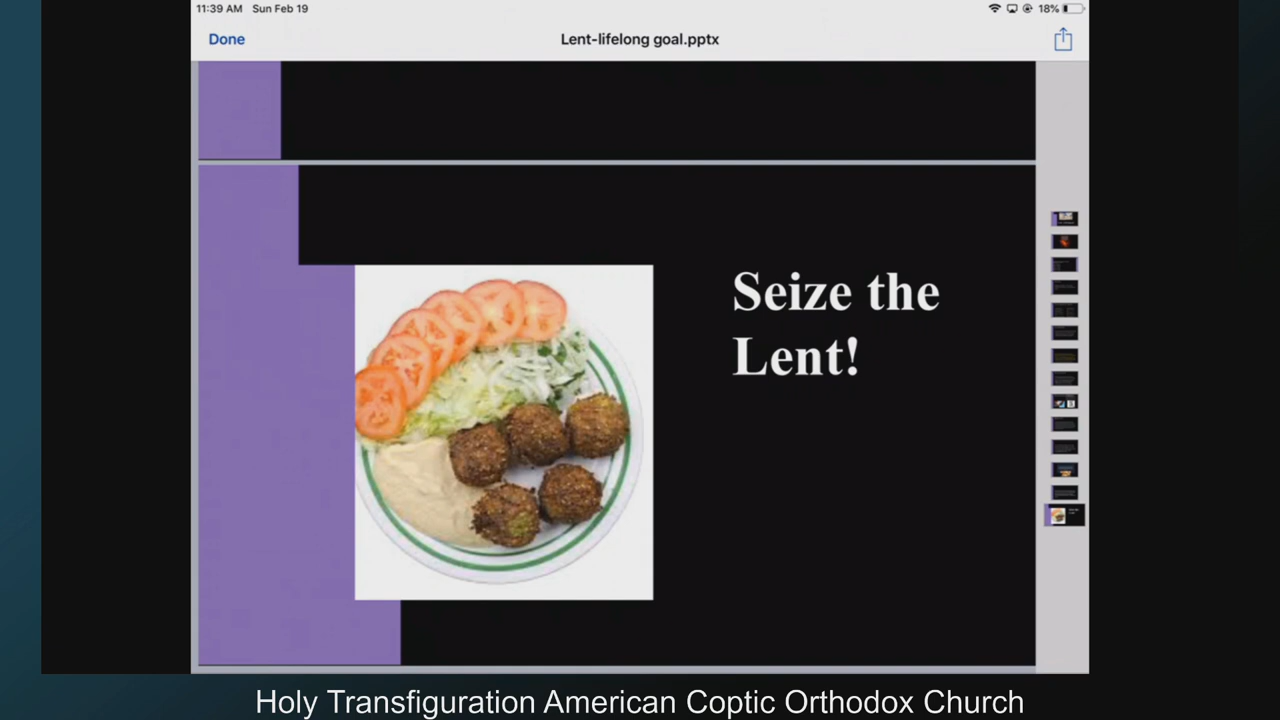 11:39 AM Sun Feb 19 18%
Done Lent-lifelong goal.pptx
Seize the
Lent!
Holy Transfiguration American Coptic Orthodox Church